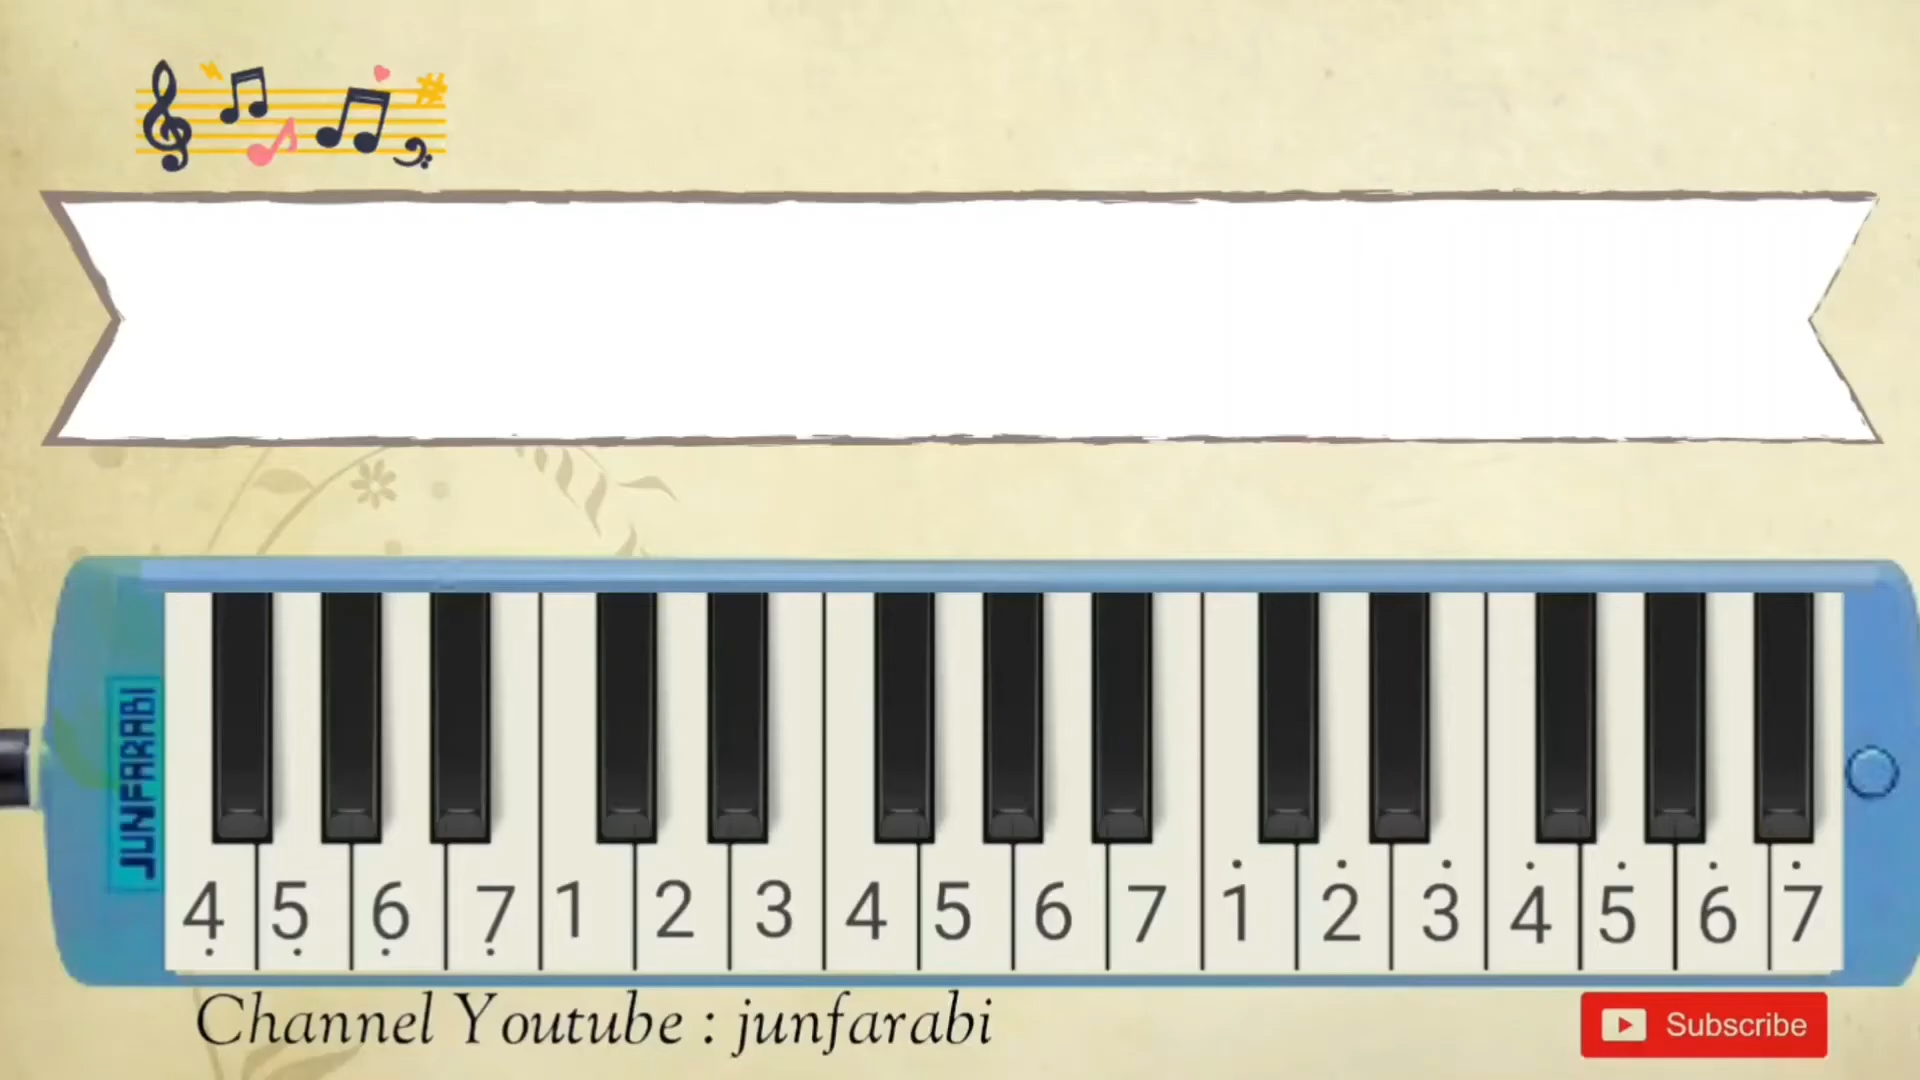 JUNFARABI
4̣ 5̣ 6̣ 7̣ 1 2 3 4 5 6 7 1̇ 2̇ 3̇ 4̇ 5̇ 6̇ 7̇
Channel Youtube : junfarabi
Subscribe